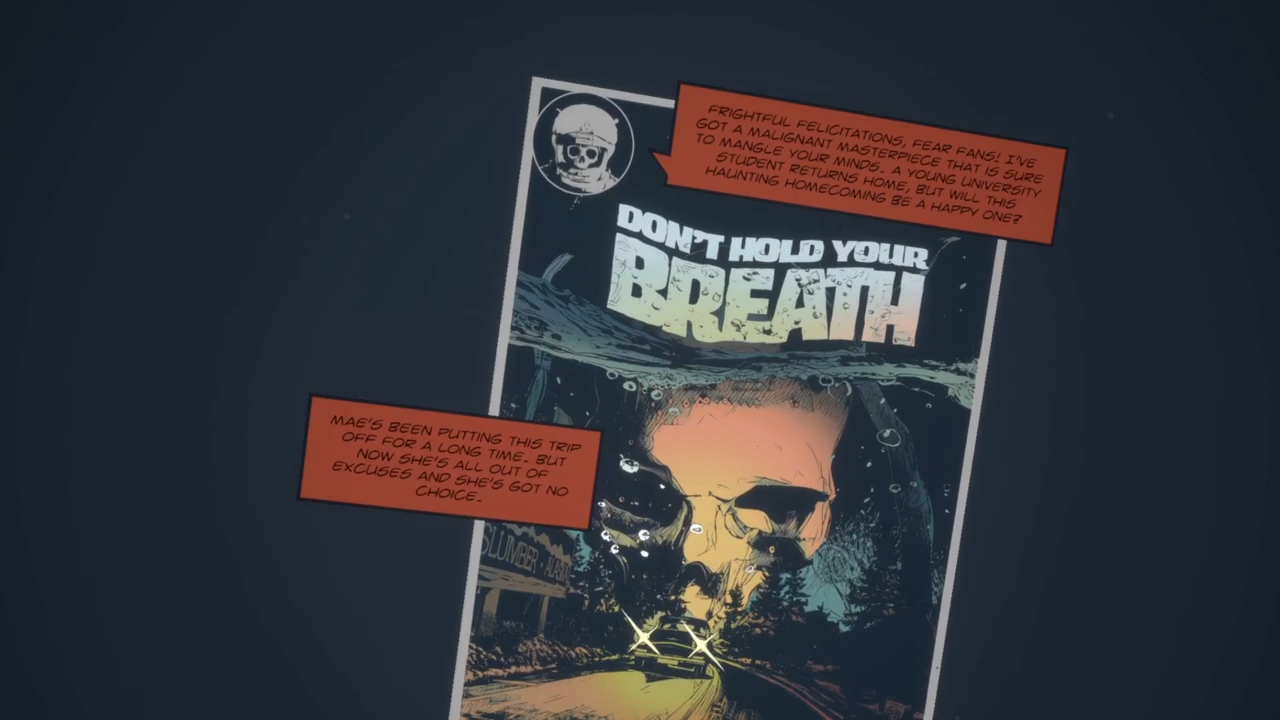 FRIGHTFUL FELICITATIONS, FEAR FANS! I'VE
GOT A MALIGNANT MASTERPIECE THAT IS SURE
TO MANGLE YOUR MINDS. A YOUNG UNIVERSITY
STUDENT RETURNS HOME, BUT WILL THIS
HAUNTING HOMECOMING BE A HAPPY ONE?
DON'T HOLD YOUR
BREATH
MAE'S BEEN PUTTING THIS TRIP
OFF FOR A LONG TIME. BUT
NOW SHE'S ALL OUT OF
EXCUSES AND SHE'S GOT NO
CHOICE.
SLUMBER